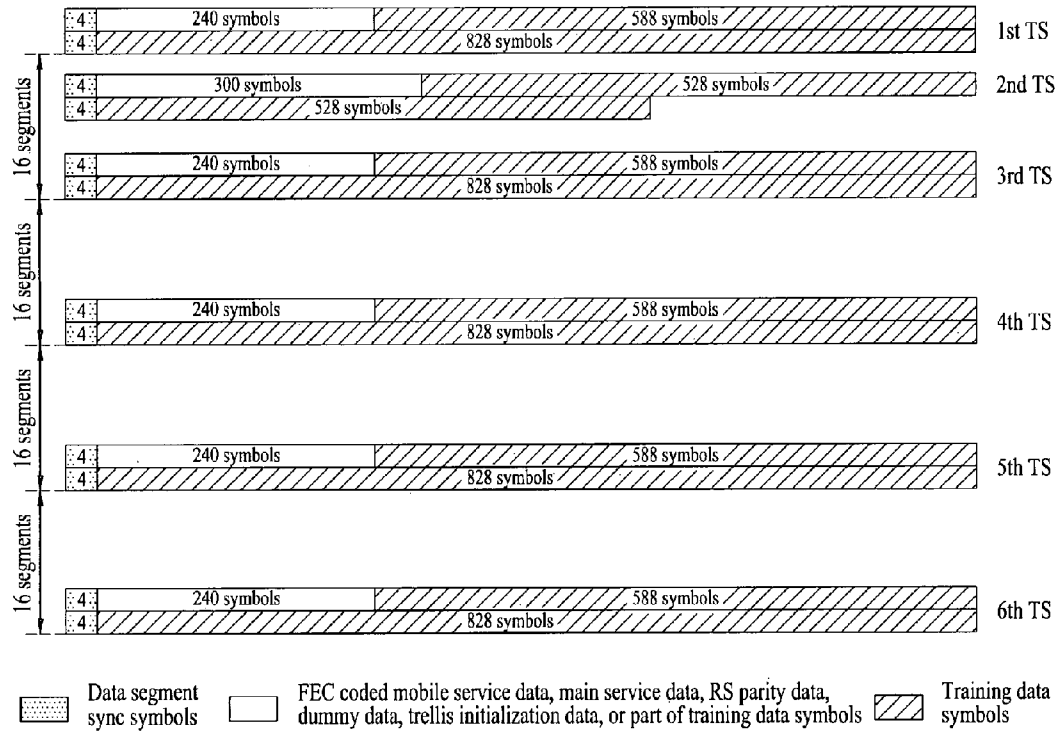 4 240 symbols 588 symbols 1st TS
4 828 symbols
4 300 symbols 528 symbols 2nd TS
4 528 symbols
16 segments
4 240 symbols 588 symbols 3rd TS
4 828 symbols
16 segments
4 240 symbols 588 symbols 4th TS
4 828 symbols
16 segments
4 240 symbols 588 symbols 5th TS
4 828 symbols
16 segments
4 240 symbols 588 symbols 6th TS
4 828 symbols
Data segment
sync symbols
FEC coded mobile service data, main service data, RS parity data,
dummy data, trellis initialization data, or part of training data symbols
Training data
symbols